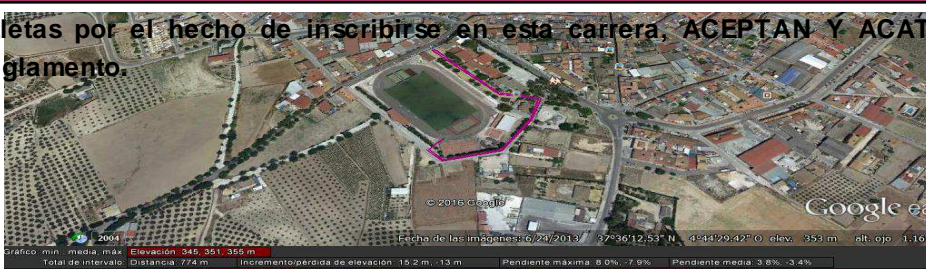 letas por el hecho de inscribirse en esta carrera, ACEPTAN Y ACAT
glamento.
© 2016 Google
Google ea
2004
Fecha de las imágenes: 6/24/2013 37°36'12.53" N 4°44'29.42" O elev. 353 m alt. ojo 1.16
Gráfico: mín., media, máx. Elevación: 345, 351, 355 m
Total de intervalo: Distancia: 774 m Incremento/pérdida de elevación: 15.2 m, -13 m Pendiente máxima: 8.0%, -7.9% Pendiente media: 3.8%, -3.4%